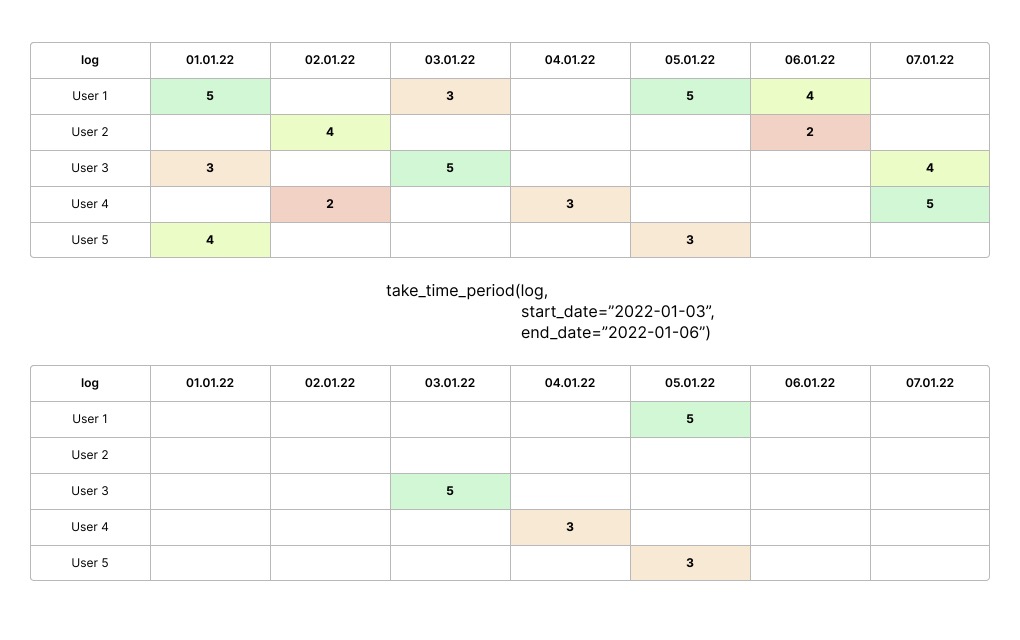 log 01.01.22 02.01.22 03.01.22 04.01.22 05.01.22 06.01.22 07.01.22
User 1 5 3 5 4
User 2 4 2
User 3 3 5 4
User 4 2 3 5
User 5 4 3
take_time_period(log,
start_date=”2022-01-03”,
end_date=”2022-01-06”)
log 01.01.22 02.01.22 03.01.22 04.01.22 05.01.22 06.01.22 07.01.22
User 1 5
User 2
User 3 5
User 4 3
User 5 3